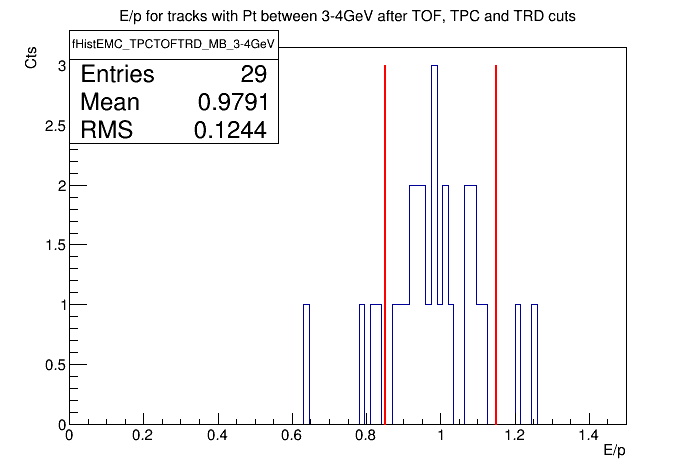 E/p for tracks with Pt between 3-4GeV after TOF, TPC and TRD cuts
fHistEMC_TPCTOFTRD_MB_3-4GeV
Entries 29
Mean 0.9791
RMS 0.1244
Cts
3
2.5
2
1.5
1
0.5
0
0 0.2 0.4 0.6 0.8 1 1.2 1.4
E/p